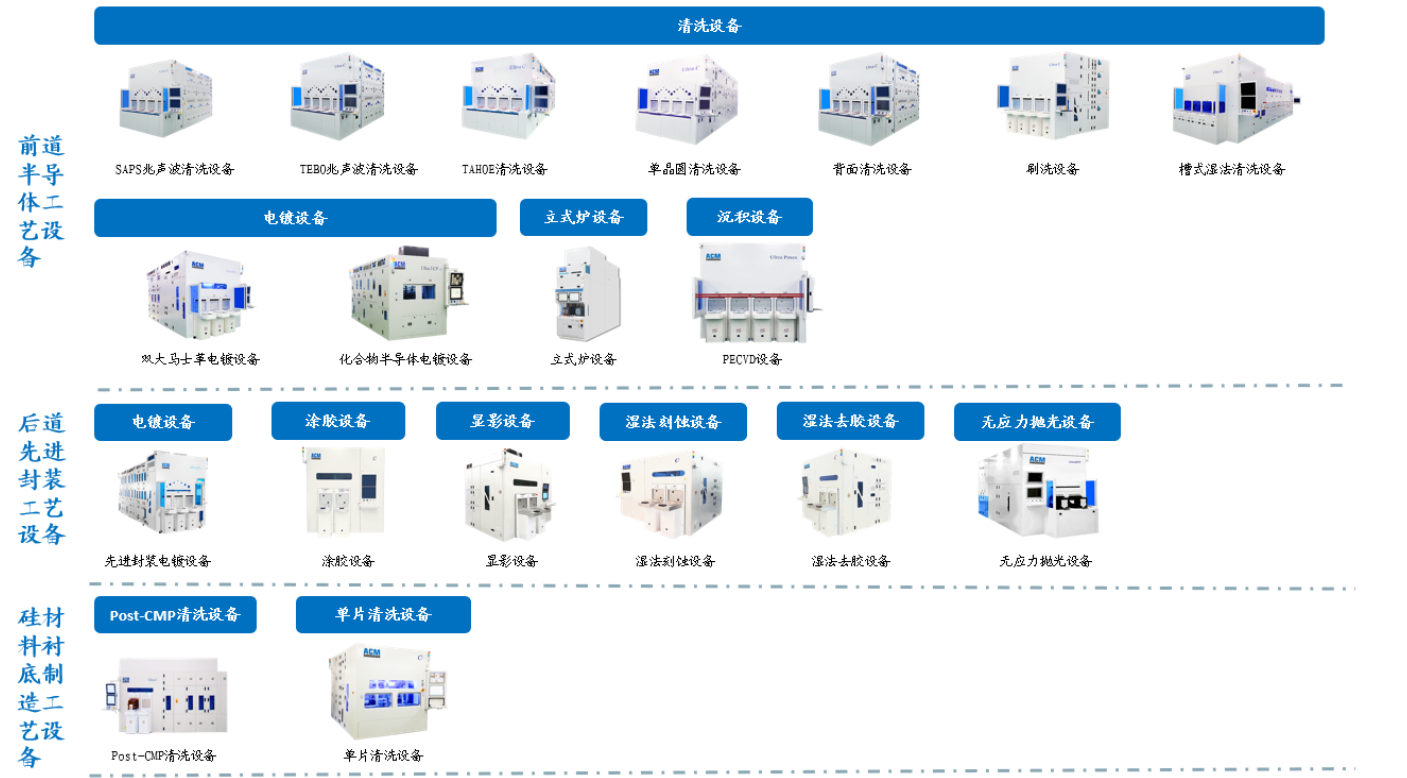 清洗设备
SAPS兆声波清洗设备
TEBO兆声波清洗设备
TAHOE清洗设备
单晶圆清洗设备
背面清洗设备
刷洗设备
槽式湿法清洗设备
前道
半导
体工
艺设
备
电镀设备
立式炉设备
沉积设备
ACM
ACM
ACM
Ultra Pmax
双大马士革电镀设备
化合物半导体电镀设备
立式炉设备
PECVD设备
后道
先进
封装
工艺
设备
电镀设备
涂胶设备
显影设备
湿法刻蚀设备
湿法去胶设备
无应力抛光设备
ACM
先进封装电镀设备
涂胶设备
显影设备
湿法刻蚀设备
湿法去胶设备
无应力抛光设备
硅材
料衬
底制
造工
艺设
备
Post-CMP清洗设备
单片清洗设备
ACM
Post-CMP清洗设备
单片清洗设备